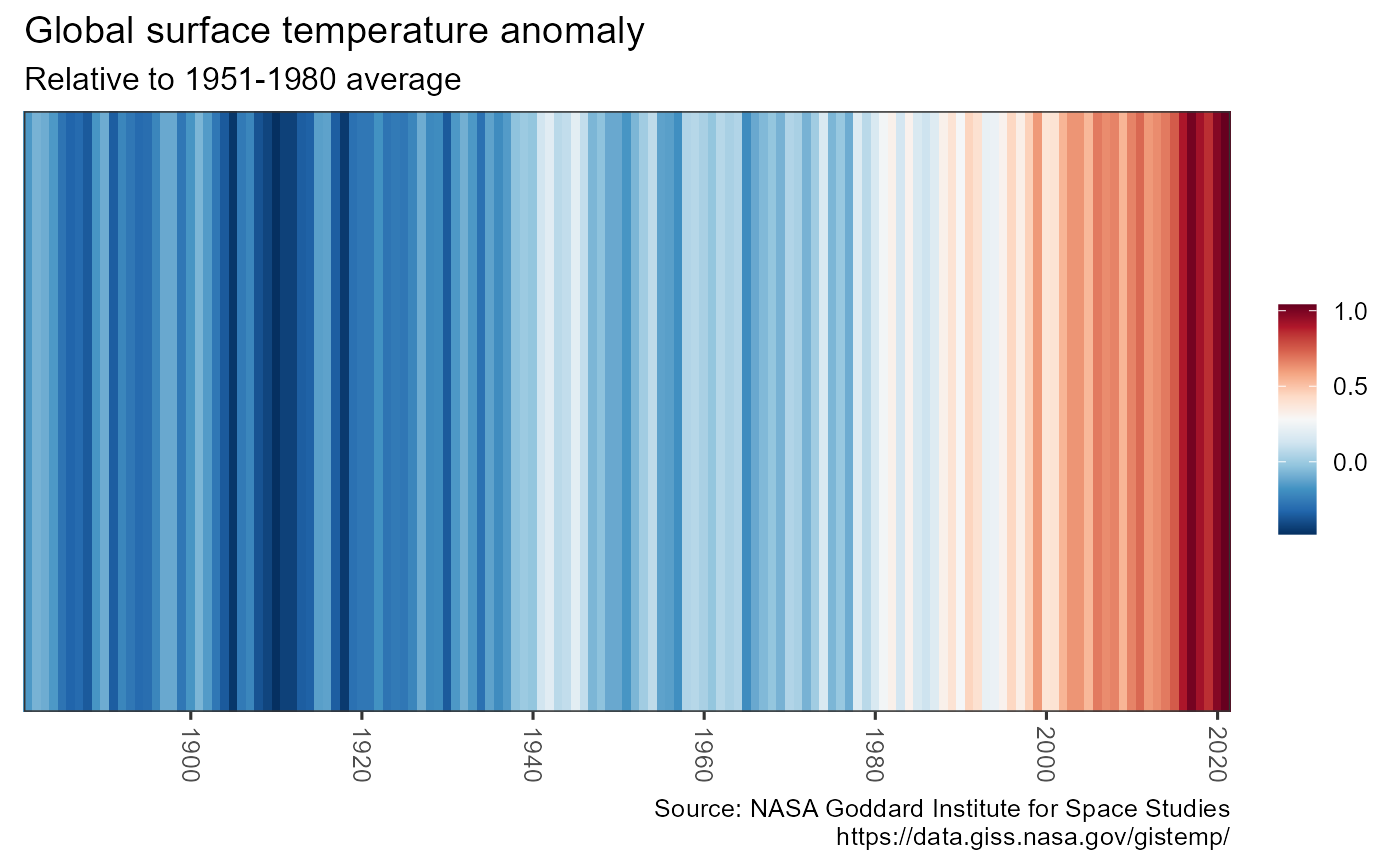 Global surface temperature anomaly
Relative to 1951-1980 average
1.0
0.5
0.0
1900
1920
1940
1960
1980
2000
2020
Source: NASA Goddard Institute for Space Studies
https://data.giss.nasa.gov/gistemp/